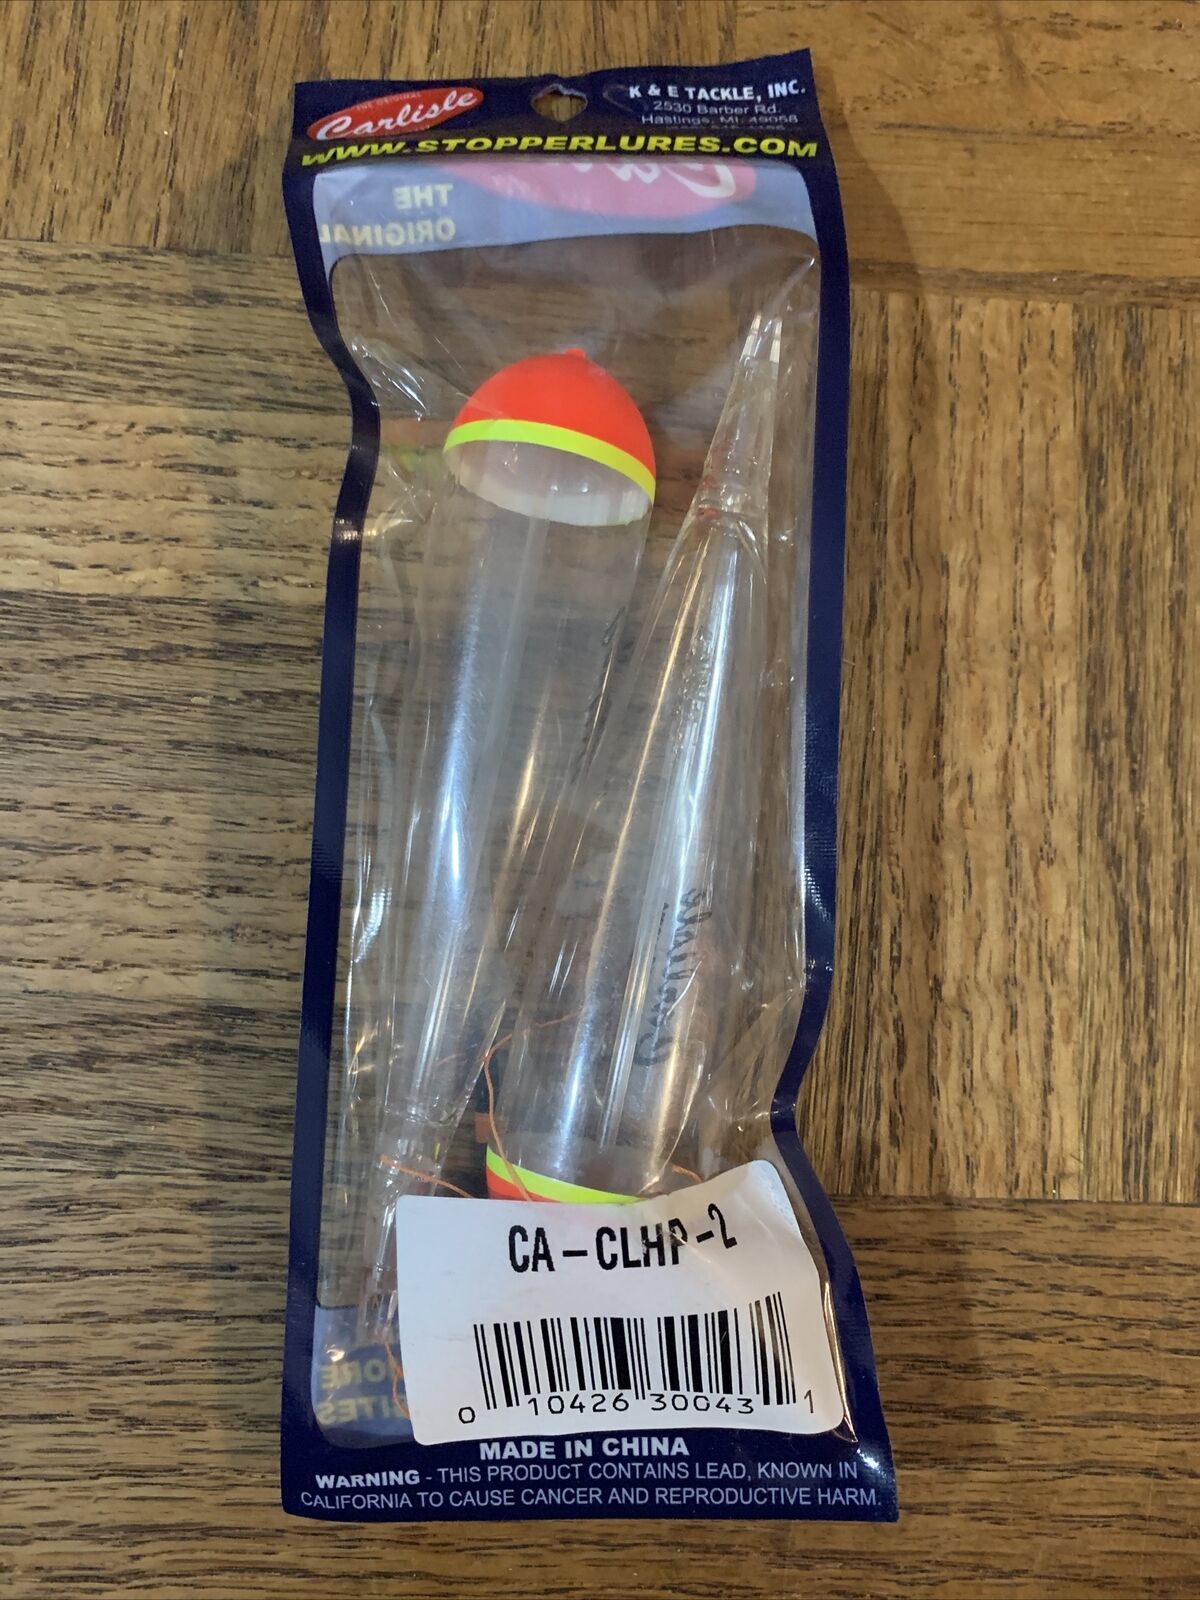 THE ORIGINAL
Carlisle
K & E TACKLE, INC.
2530 Barber Rd.
Hastings, MI. 49058
WWW.STOPPERLURES.COM
THE
ORIGINAL
Carlisle
CA-CLHP-2
0 10426 30043 1
MADE IN CHINA
WARNING - THIS PRODUCT CONTAINS LEAD, KNOWN IN
CALIFORNIA TO CAUSE CANCER AND REPRODUCTIVE HARM.